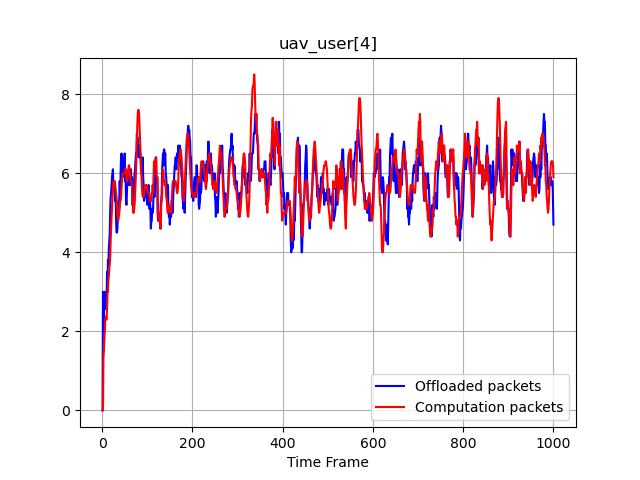 uav_user[4]
8
6
4
2
0
0 200 400 600 800 1000
Time Frame
Offloaded packets
Computation packets